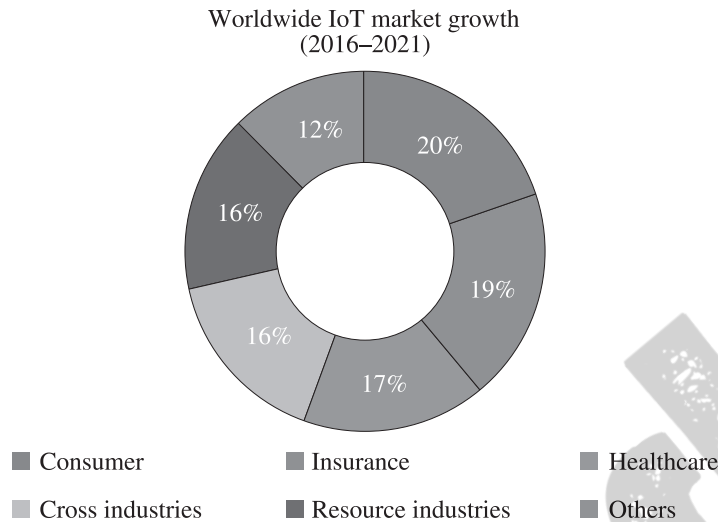 Worldwide IoT market growth
(2016–2021)
12%
20%
16%
19%
16%
17%
Consumer
Insurance
Healthcare
Cross industries
Resource industries
Others